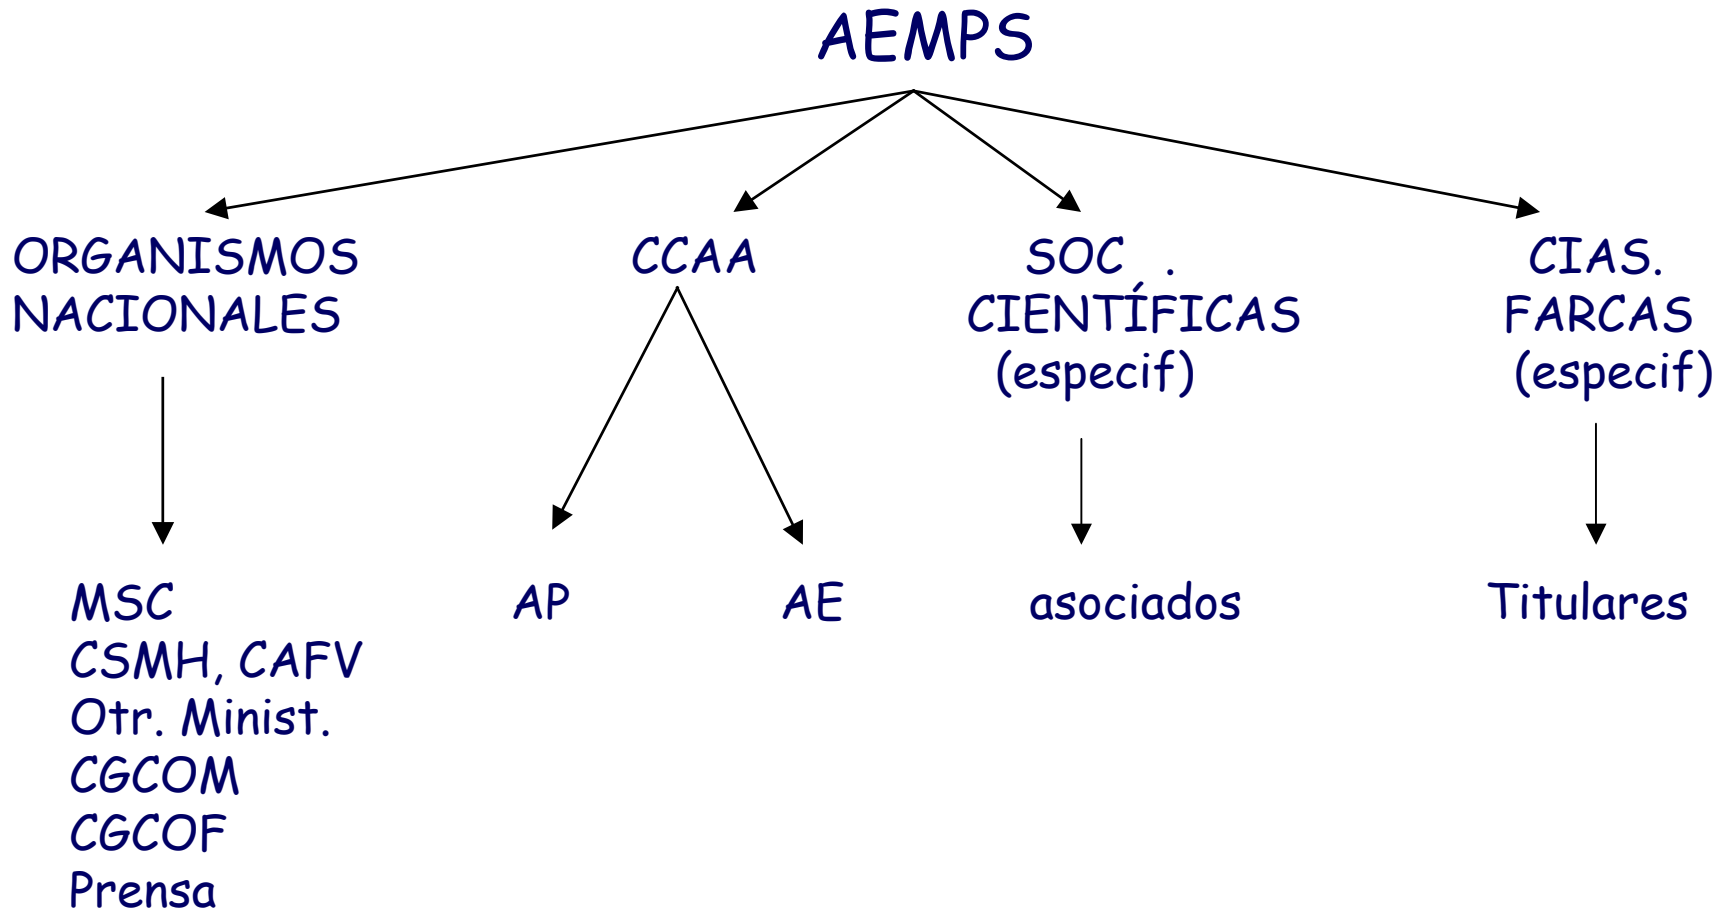 AEMPS
ORGANISMOS
NACIONALES
CCAA
SOC .
CIENTÍFICAS
(especif)
CIAS.
FARCAS
(especif)
MSC
CSMH, CAFV
Otr. Minist.
CGCOM
CGCOF
Prensa
AP
AE
asociados
Titulares